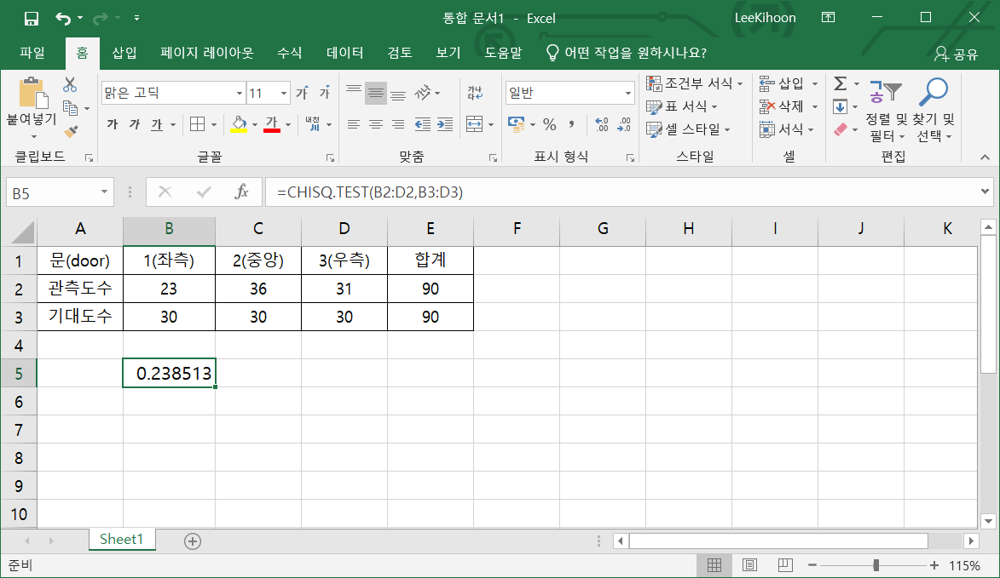 통합 문서1 - Excel
LeeKihoon
파일 홈 삽입 페이지 레이아웃 수식 데이터 검토 보기 도움말 어떤 작업을 원하시나요? 공유
붙여넣기
클립보드
맑은 고딕 11 가 가
가 가 가 가 내천 川
글꼴
가나 다라
맞춤
일반
% , .00 .00
표시 형식
조건부 서식
표 서식
셀 스타일
스타일
삽입
삭제
서식
셀
Σ
정렬 및 필터
찾기 및 선택
편집
B5 fx =CHISQ.TEST(B2:D2,B3:D3)
A B C D E F G H I J K
1 문(door) 1(좌측) 2(중앙) 3(우측) 합계
2 관측도수 23 36 31 90
3 기대도수 30 30 30 90
4
5 0.238513
6
7
8
9
10
Sheet1
준비 115%